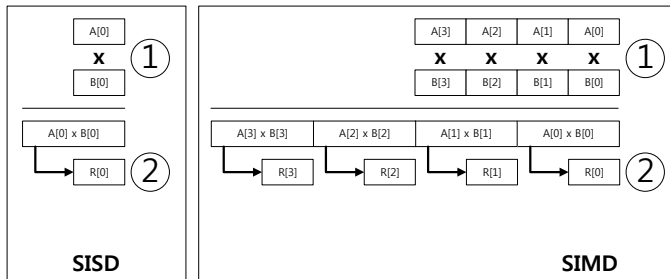 A[0]
x
B[0]
1
A[0] x B[0]
R[0]
2
SISD
A[3] A[2] A[1] A[0]
x x x x
B[3] B[2] B[1] B[0]
1
A[3] x B[3] A[2] x B[2] A[1] x B[1] A[0] x B[0]
R[3] R[2] R[1] R[0]
2
SIMD